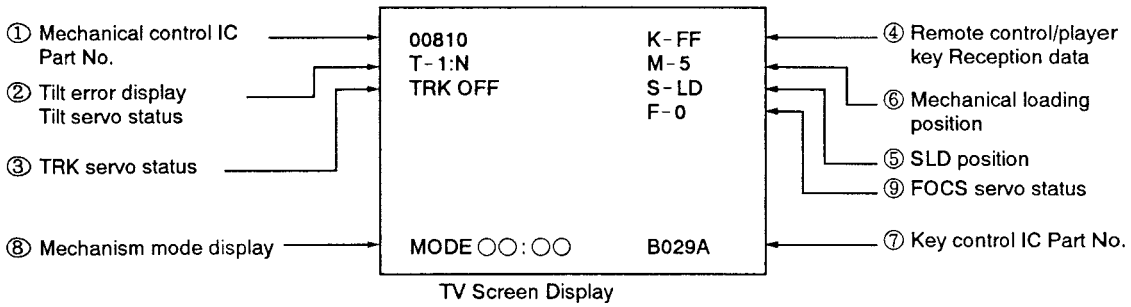 ① Mechanical control IC
Part No.
② Tilt error display
Tilt servo status
③ TRK servo status
⑧ Mechanism mode display
00810
T-1:N
TRK OFF
K-FF
M-5
S-LD
F-0
MODE○○:○○
B029A
④ Remote control/player
key Reception data
⑥ Mechanical loading
position
⑤ SLD position
⑨ FOCS servo status
⑦ Key control IC Part No.
TV Screen Display